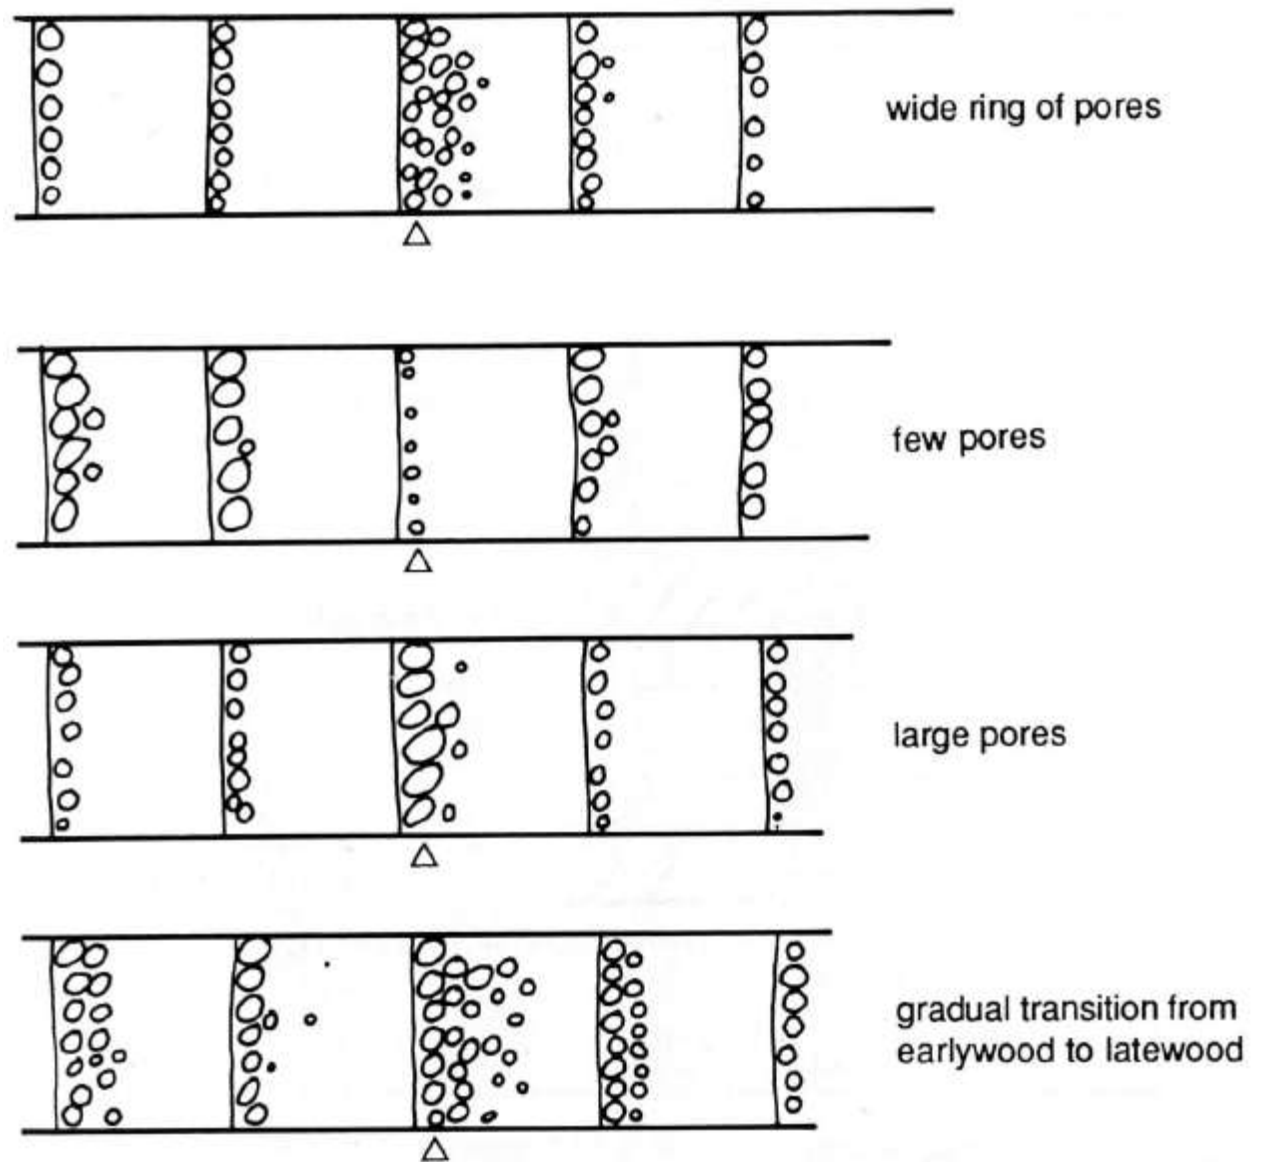 wide ring of pores
few pores
large pores
gradual transition from
earlywood to latewood